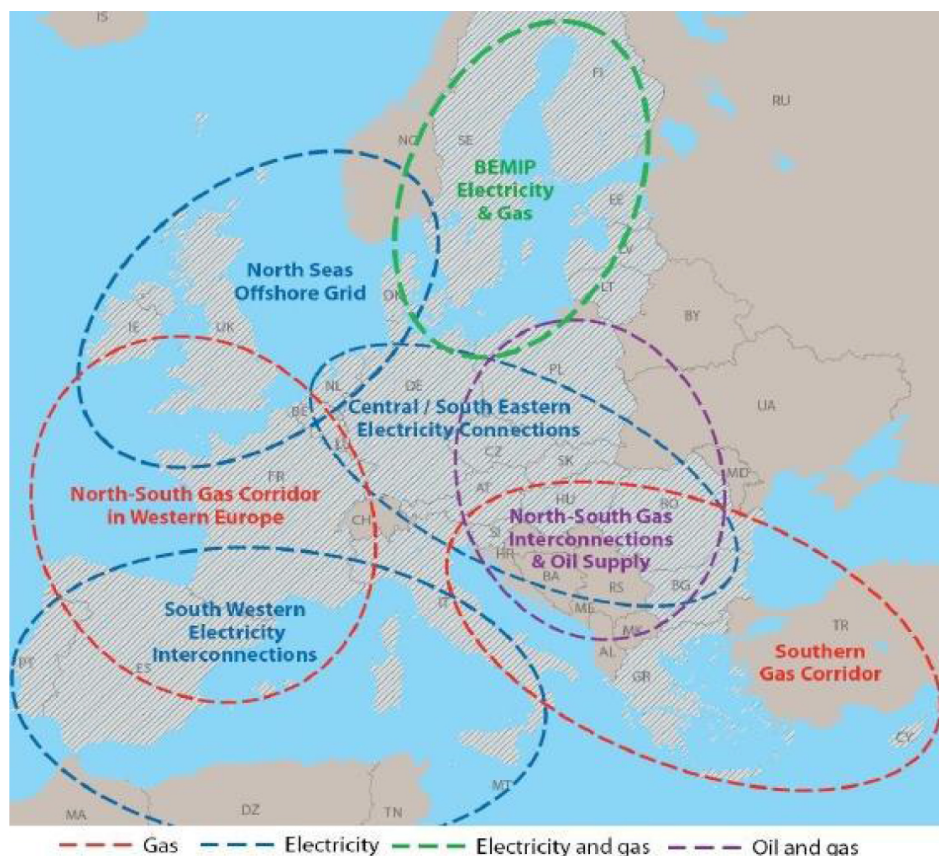 IS
FI
RU
NO
SE
BEMIP
Electricity
& Gas
EE
LV
North Seas
Offshore Grid
DK
LT
IE
UK
BY
NL
DE
PL
BE
Central / South Eastern
Electricity Connections
UA
LU
CZ
SK
FR
AT
MD
North-South Gas Corridor
in Western Europe
HU
RO
CH
North-South Gas
Interconnections
& Oil Supply
SI
HR
BA
RS
BG
South Western
Electricity
Interconnections
IT
ME
MK
TR
PT
ES
AL
GR
Southern
Gas Corridor
CY
MT
MA
DZ
TN
Gas
Electricity
Electricity and gas
Oil and gas